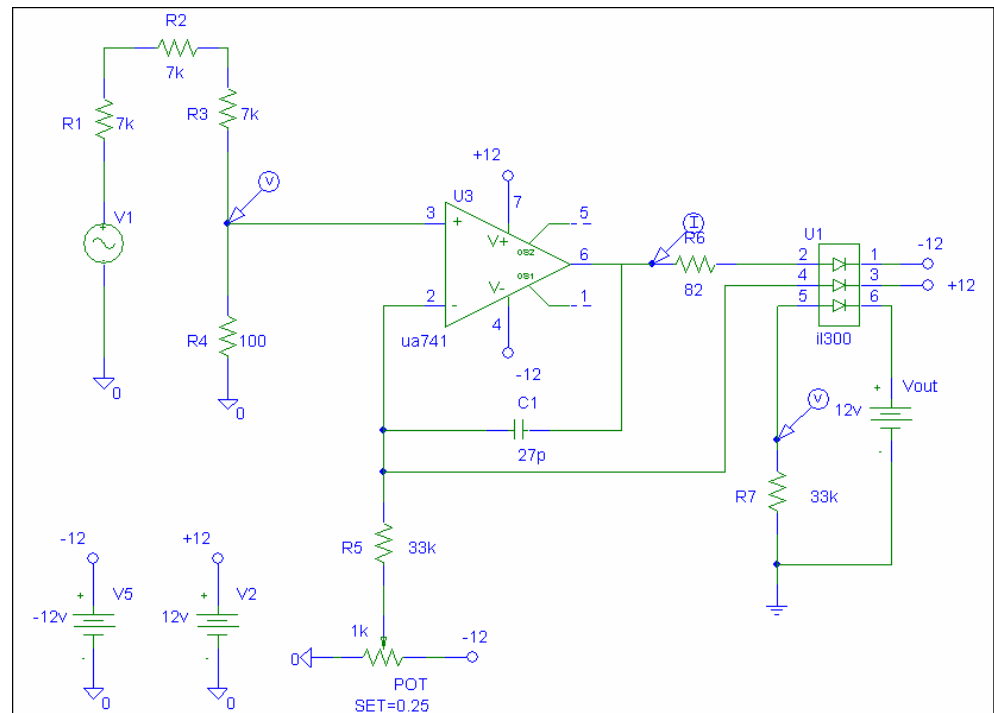 R2
7k
R1
7k
R3
7k
V
V1
+
R4
100
0
0
+12
U3
7
3
+
5
V+
OS2
6
OS1
V-
1
2
-
4
ua741
-12
I
R6
82
U1
2
1
-12
4
3
+12
5
6
il300
C1
27p
V
+
Vout
12v
-
R7
33k
R5
33k
1k
-12
0
POT
SET=0.25
-12
+
V5
-12v
-
0
+12
+
V2
12v
-
0